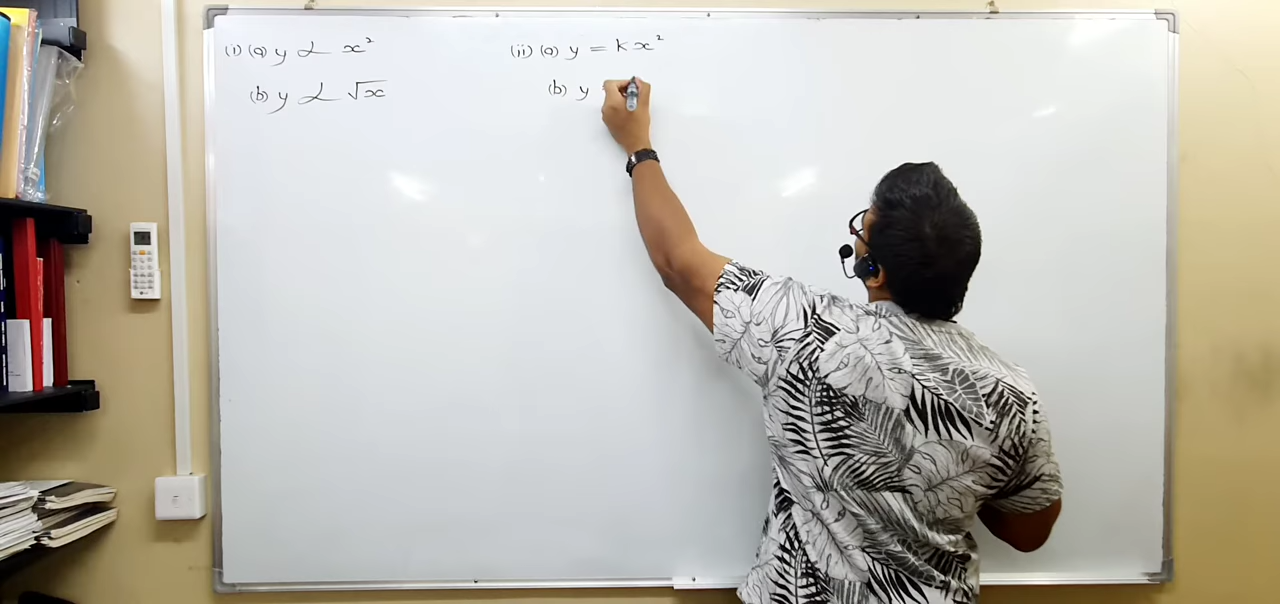 (i) (a) y ∝ x²
(b) y ∝ √x
(ii) (a) y = kx²
(b) y